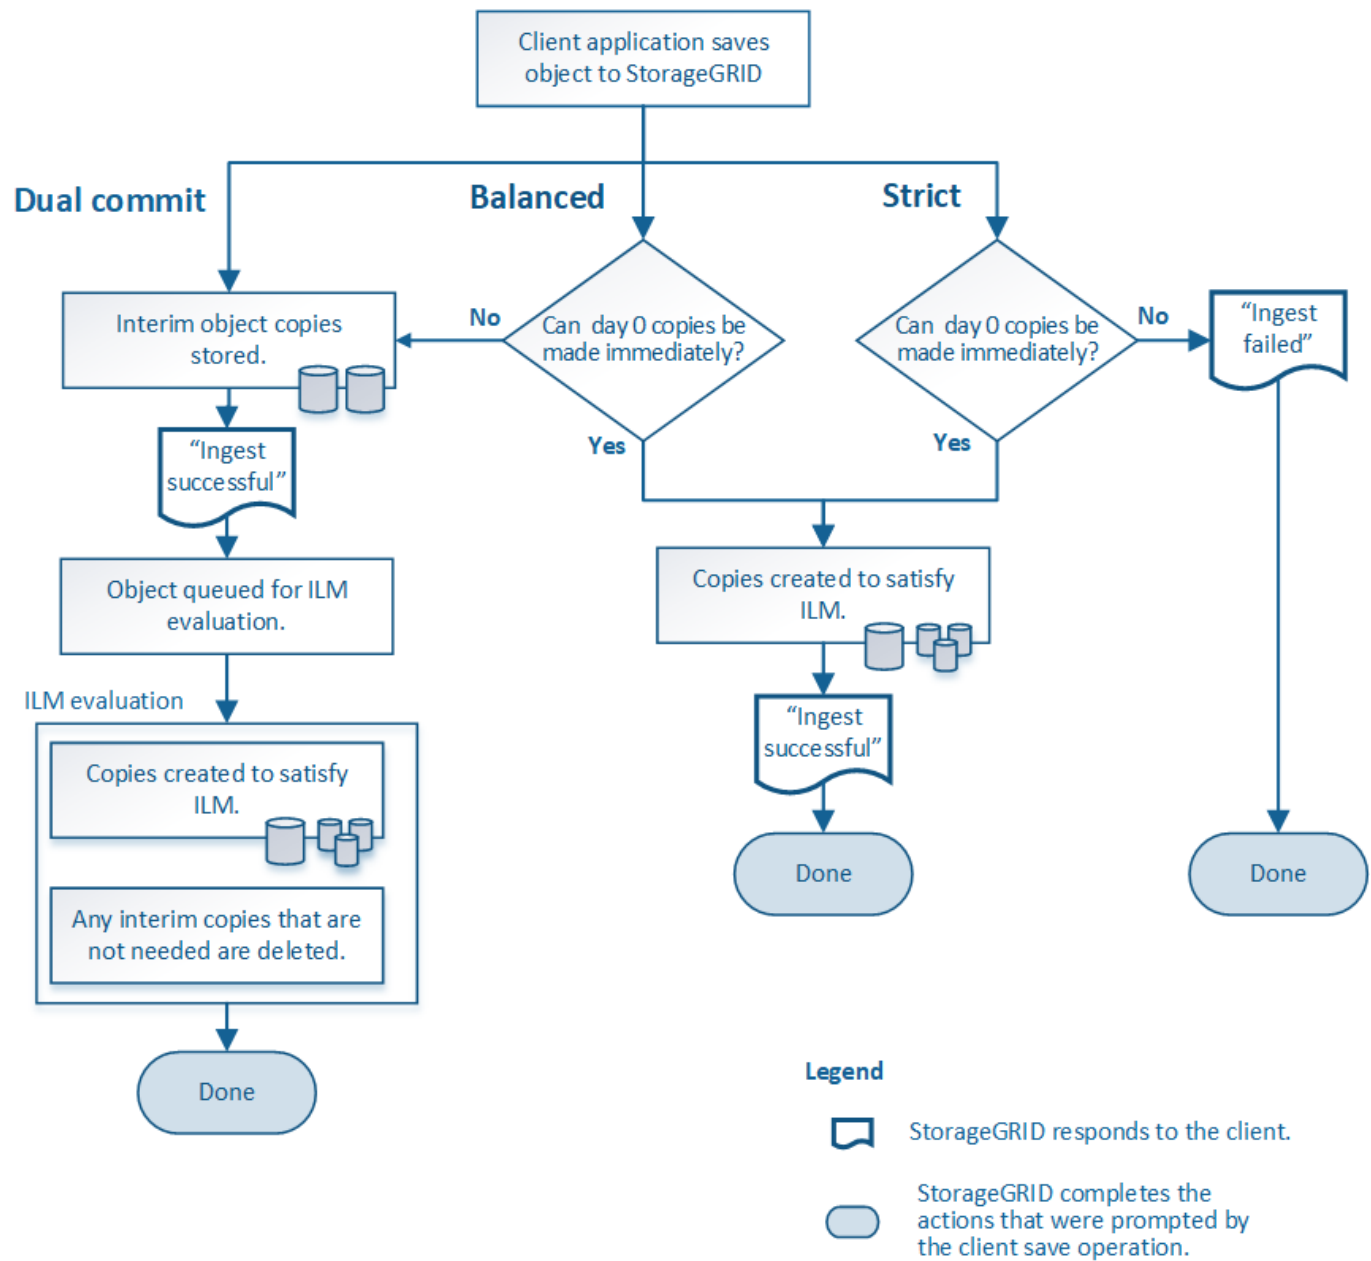 Client application saves
object to StorageGRID
Dual commit
Balanced
Strict
Interim object copies
stored.
No
Can day 0 copies be
made immediately?
Yes
Can day 0 copies be
made immediately?
Yes
No
“Ingest
failed”
“Ingest
successful”
Object queued for ILM
evaluation.
Copies created to satisfy
ILM.
ILM evaluation
“Ingest
successful”
Copies created to satisfy
ILM.
Any interim copies that are
not needed are deleted.
Done
Done
Done
Legend
StorageGRID responds to the client.
StorageGRID completes the
actions that were prompted by
the client save operation.